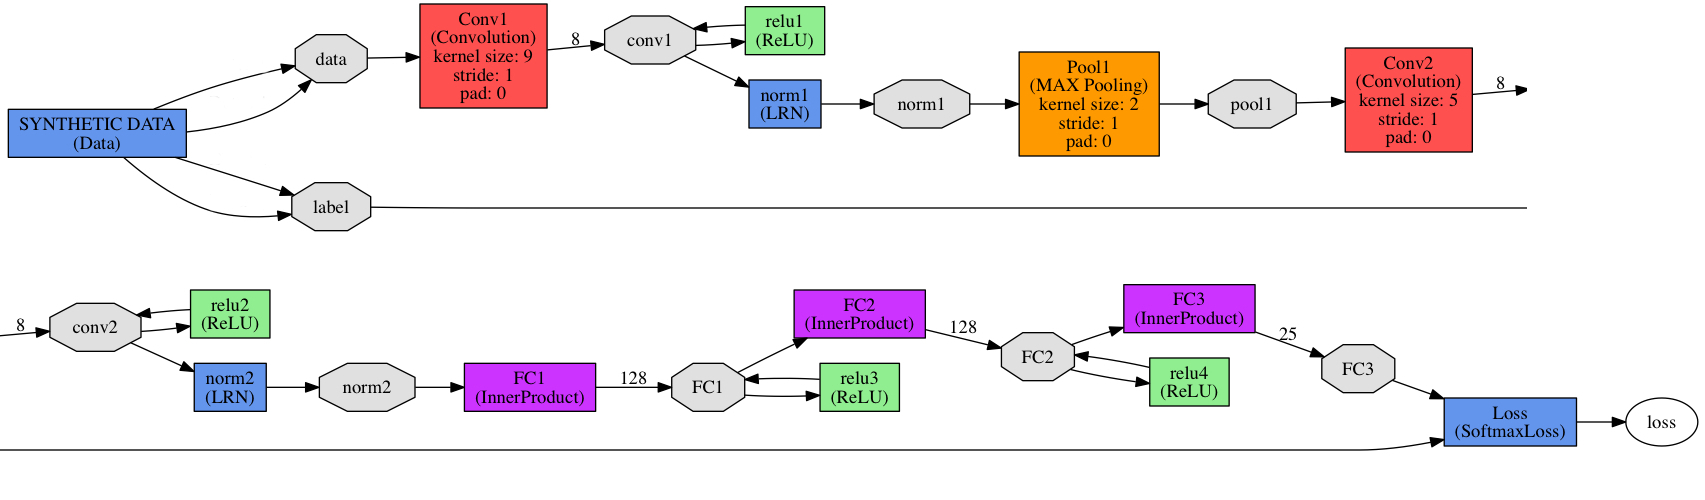 SYNTHETIC DATA
(Data)
data
label
Conv1
(Convolution)
kernel size: 9
stride: 1
pad: 0
8
conv1
relu1
(ReLU)
norm1
(LRN)
norm1
Pool1
(MAX Pooling)
kernel size: 2
stride: 1
pad: 0
pool1
Conv2
(Convolution)
kernel size: 5
stride: 1
pad: 0
8
8
conv2
relu2
(ReLU)
norm2
(LRN)
norm2
FC1
(InnerProduct)
128
FC1
FC2
(InnerProduct)
relu3
(ReLU)
128
FC2
FC3
(InnerProduct)
relu4
(ReLU)
25
FC3
Loss
(SoftmaxLoss)
loss